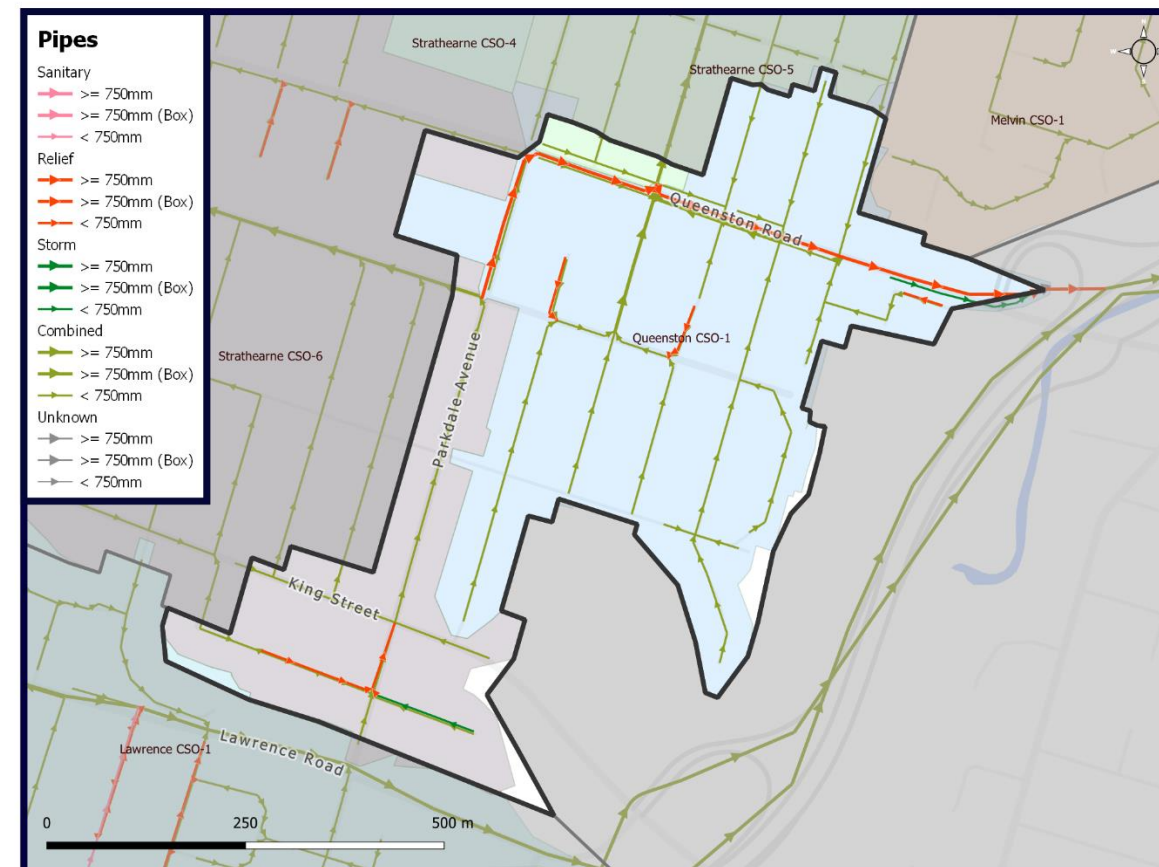 Pipes
Sanitary
>= 750mm
>= 750mm (Box)
< 750mm
Relief
>= 750mm
>= 750mm (Box)
< 750mm
Storm
>= 750mm
>= 750mm (Box)
< 750mm
Combined
>= 750mm
>= 750mm (Box)
< 750mm
Unknown
>= 750mm
>= 750mm (Box)
< 750mm
Strathearne CSO-4
Strathearne CSO-5
Melvin CSO-1
Queenston Road
Queenston CSO-1
Strathearne CSO-6
Parkdale Avenue
King Street
Lawrence CSO-1
Lawrence Road
0 250 500 m